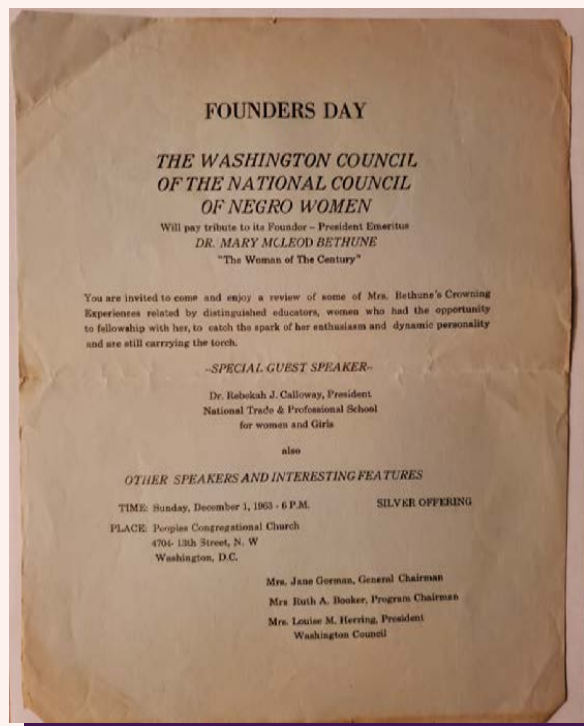 FOUNDERS DAY
THE WASHINGTON COUNCIL
OF THE NATIONAL COUNCIL
OF NEGRO WOMEN
Will pay tribute to its Founder - President Emeritus
DR. MARY MCLEOD BETHUNE
"The Woman of The Century"
You are invited to come and enjoy a review of some of Mrs. Bethune's Crowning
Experiences related by distinguished educators, women who had the opportunity
to fellowship with her, to catch the spark of her enthusiasm and dynamic personality
and are still carrrying the torch.
-SPECIAL GUEST SPEAKER-
Dr. Rebekah J. Calloway, President
National Trade & Professional School
for women and Girls
also
OTHER SPEAKERS AND INTERESTING FEATURES
TIME: Sunday, December 1, 1963 - 6 P.M. SILVER OFFERING
PLACE: Peoples Congregational Church
4704- 13th Street, N. W
Washington, D.C.
Mrs. Jane Gorman, General Chairman
Mrs Ruth A. Booker, Program Chairman
Mrs. Louise M. Herring, President
Washington Council